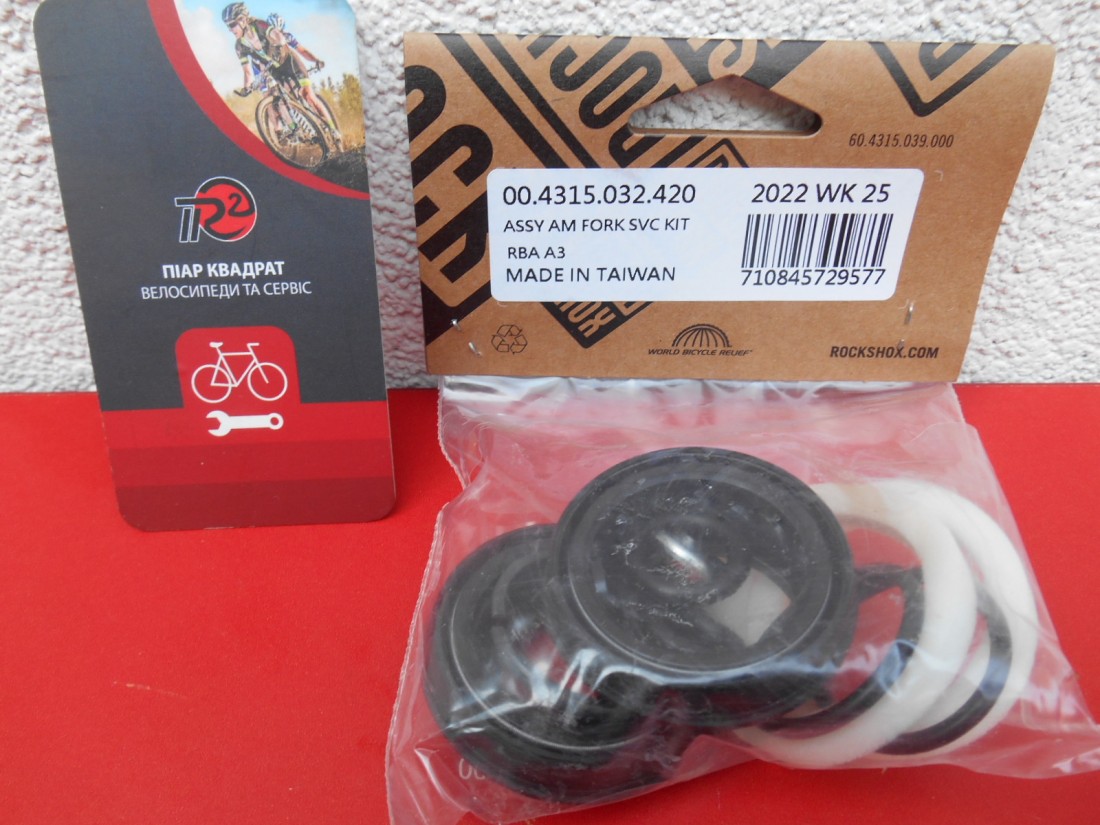 ПR2
ПІАР КВАДРАТ
ВЕЛОСИПЕДИ ТА СЕРВІС
60.4315.039.000
00.4315.032.420 2022 WK 25
ASSY AM FORK SVC KIT
RBA A3
MADE IN TAIWAN 710845729577
WORLD BICYCLE RELIEF
ROCKSHOX.COM